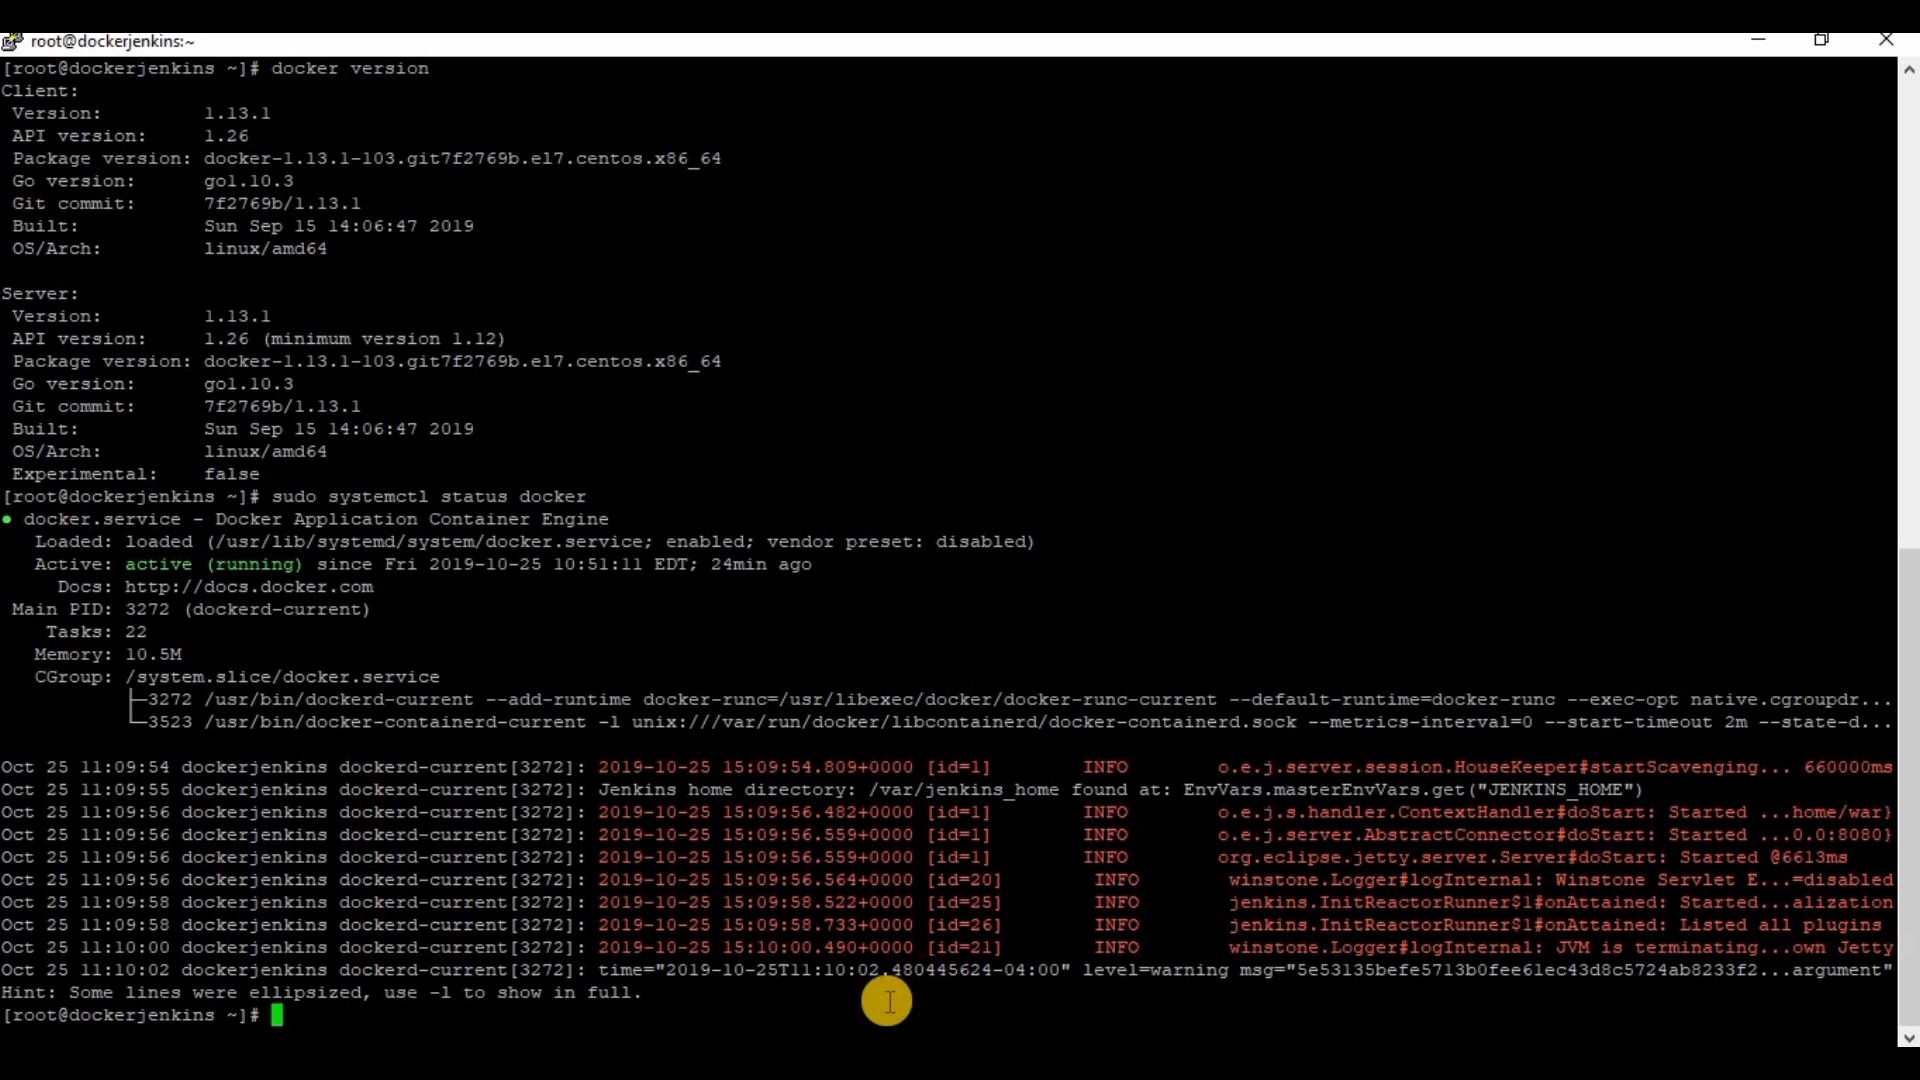 root@dockerjenkins:~
[root@dockerjenkins ~]# docker version
Client:
 Version:         1.13.1
 API version:     1.26
 Package version: docker-1.13.1-103.git7f2769b.el7.centos.x86_64
 Go version:      go1.10.3
 Git commit:      7f2769b/1.13.1
 Built:           Sun Sep 15 14:06:47 2019
 OS/Arch:         linux/amd64

Server:
 Version:         1.13.1
 API version:     1.26 (minimum version 1.12)
 Package version: docker-1.13.1-103.git7f2769b.el7.centos.x86_64
 Go version:      go1.10.3
 Git commit:      7f2769b/1.13.1
 Built:           Sun Sep 15 14:06:47 2019
 OS/Arch:         linux/amd64
 Experimental:    false
[root@dockerjenkins ~]# sudo systemctl status docker
● docker.service - Docker Application Container Engine
   Loaded: loaded (/usr/lib/systemd/system/docker.service; enabled; vendor preset: disabled)
   Active: active (running) since Fri 2019-10-25 10:51:11 EDT; 24min ago
     Docs: http://docs.docker.com
 Main PID: 3272 (dockerd-current)
    Tasks: 22
   Memory: 10.5M
   CGroup: /system.slice/docker.service
           ├─3272 /usr/bin/dockerd-current --add-runtime docker-runc=/usr/libexec/docker/docker-runc-current --default-runtime=docker-runc --exec-opt native.cgroupdr...
           └─3523 /usr/bin/docker-containerd-current -l unix:///var/run/docker/libcontainerd/docker-containerd.sock --metrics-interval=0 --start-timeout 2m --state-d...

Oct 25 11:09:54 dockerjenkins dockerd-current[3272]: 2019-10-25 15:09:54.809+0000 [id=1]        INFO        o.e.j.server.session.HouseKeeper#startScavenging... 660000ms
Oct 25 11:09:55 dockerjenkins dockerd-current[3272]: Jenkins home directory: /var/jenkins_home found at: EnvVars.masterEnvVars.get("JENKINS_HOME")
Oct 25 11:09:56 dockerjenkins dockerd-current[3272]: 2019-10-25 15:09:56.482+0000 [id=1]        INFO        o.e.j.s.handler.ContextHandler#doStart: Started ...home/war}
Oct 25 11:09:56 dockerjenkins dockerd-current[3272]: 2019-10-25 15:09:56.559+0000 [id=1]        INFO        o.e.j.server.AbstractConnector#doStart: Started ...0.0:8080}
Oct 25 11:09:56 dockerjenkins dockerd-current[3272]: 2019-10-25 15:09:56.559+0000 [id=1]        INFO        org.eclipse.jetty.server.Server#doStart: Started @6613ms
Oct 25 11:09:56 dockerjenkins dockerd-current[3272]: 2019-10-25 15:09:56.564+0000 [id=20]        INFO        winstone.Logger#logInternal: Winstone Servlet E...=disabled
Oct 25 11:09:58 dockerjenkins dockerd-current[3272]: 2019-10-25 15:09:58.522+0000 [id=25]        INFO        jenkins.InitReactorRunner$1#onAttained: Started...alization
Oct 25 11:09:58 dockerjenkins dockerd-current[3272]: 2019-10-25 15:09:58.733+0000 [id=26]        INFO        jenkins.InitReactorRunner$1#onAttained: Listed all plugins
Oct 25 11:10:00 dockerjenkins dockerd-current[3272]: 2019-10-25 15:10:00.490+0000 [id=21]        INFO        winstone.Logger#logInternal: JVM is terminating...own Jetty
Oct 25 11:10:02 dockerjenkins dockerd-current[3272]: time="2019-10-25T11:10:02.480445624-04:00" level=warning msg="5e53135befe5713b0fee61ec43d8c5724ab8233f2...argument"
Hint: Some lines were ellipsized, use -l to show in full.
[root@dockerjenkins ~]#